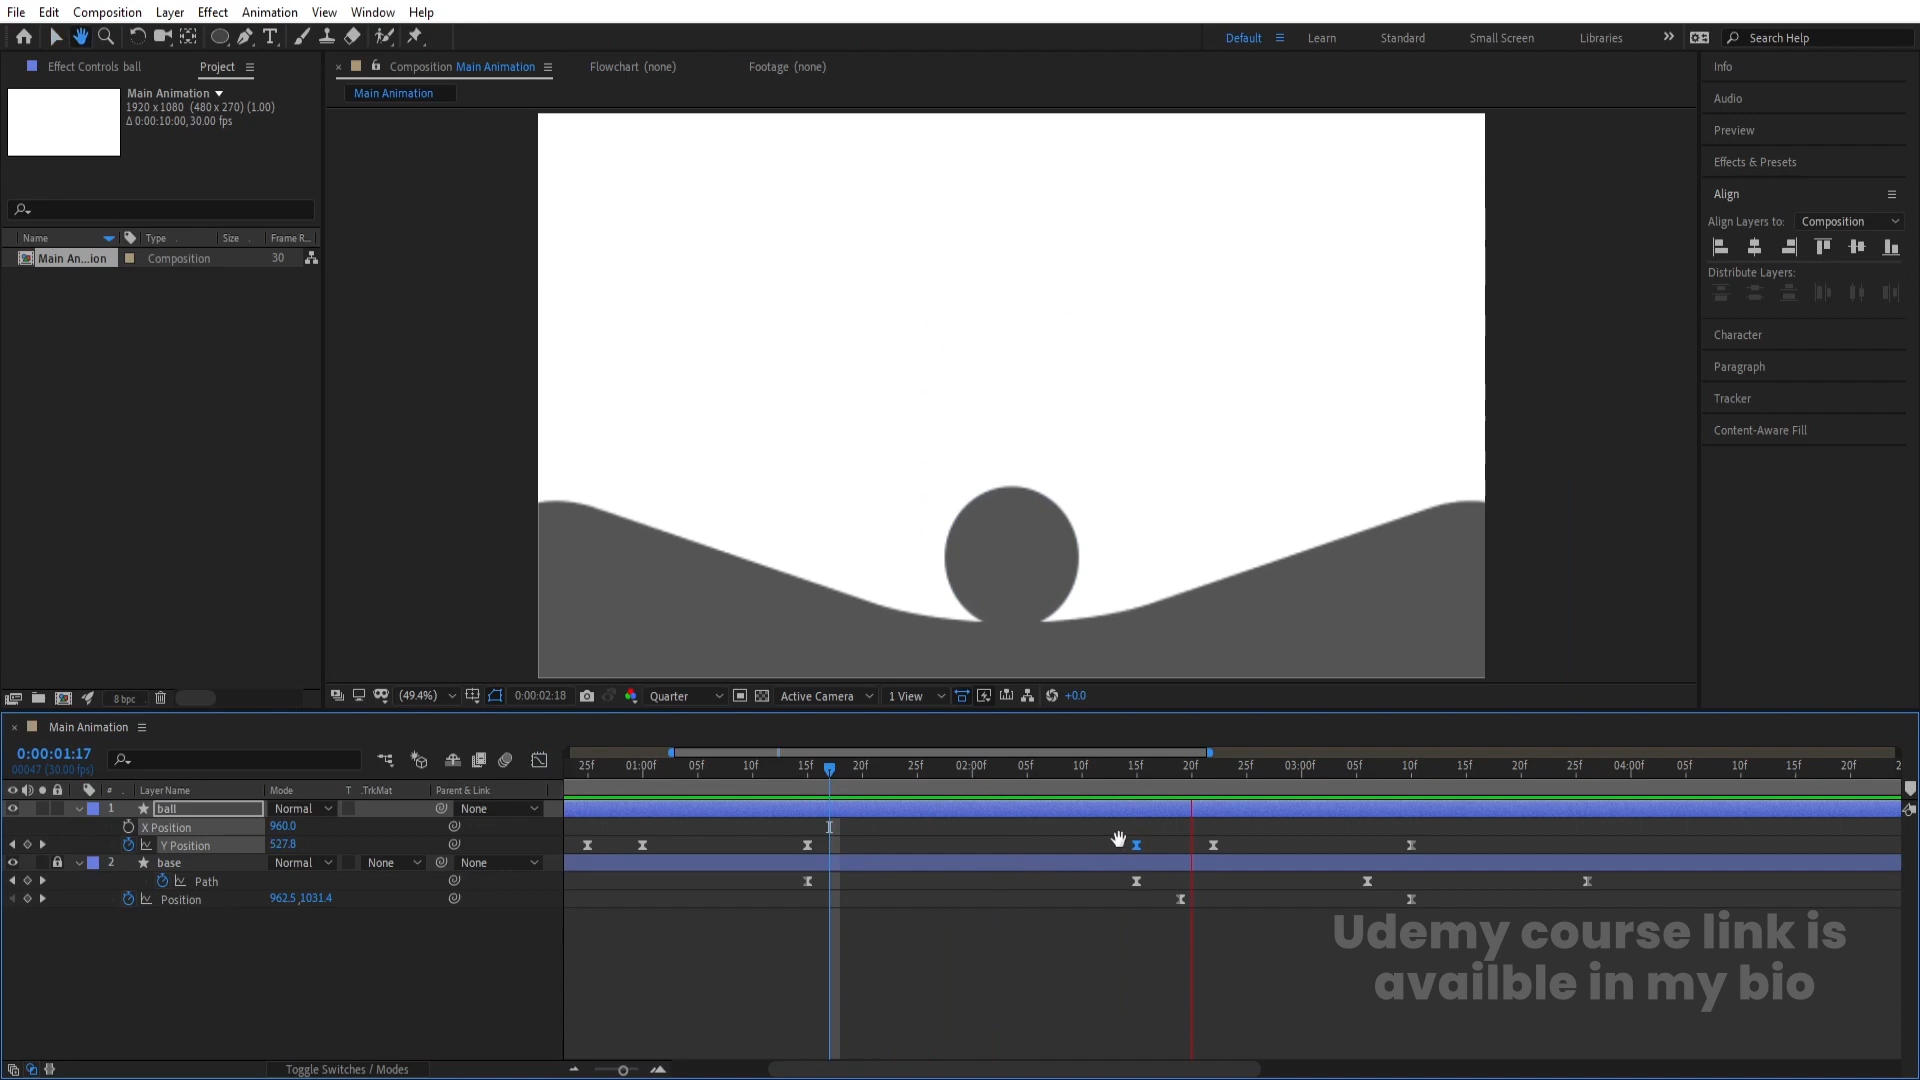 File Edit Composition Layer Effect Animation View Window Help
Default Learn Standard Small Screen Libraries Search Help
Effect Controls ball Project
Composition Main Animation Flowchart (none) Footage (none)
Main Animation
Main Animation
1920 x 1080 (480 x 270) (1.00)
Δ 0:00:10:00, 30.00 fps
Name Type Size Frame R...
Main An...ion Composition 30
Info
Audio
Preview
Effects & Presets
Align
Align Layers to: Composition
Distribute Layers:
Character
Paragraph
Tracker
Content-Aware Fill
8 bpc
(49.4%) 0:00:02:18 Quarter Active Camera 1 View +0.0
Main Animation
0:00:01:17
00047 (30.00 fps)
25f 01:00f 05f 10f 15f 20f 25f 02:00f 05f 10f 15f 20f 25f 03:00f 05f 10f 15f 20f 25f 04:00f 05f 10f 15f 20f 2
# Layer Name Mode T .TrkMat Parent & Link
1 ball Normal None
X Position 960.0
Y Position 527.8
2 base Normal None None
Path
Position 962.5,1031.4
Udemy course link is
availble in my bio
Toggle Switches / Modes